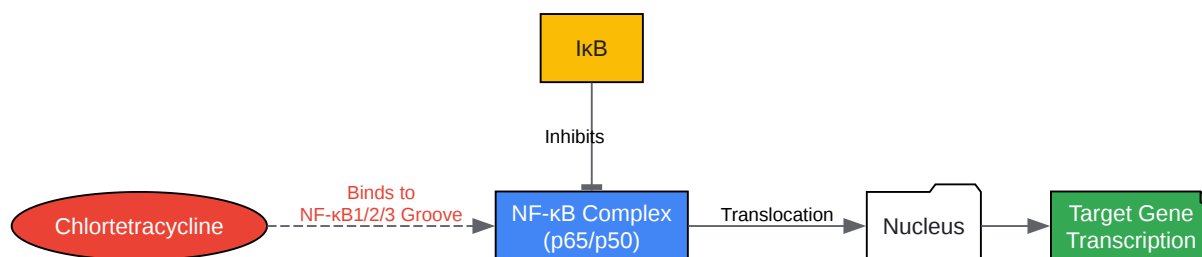 IκB
Inhibits
Binds to
NF-κB1/2/3 Groove
Chlortetracycline
NF-κB Complex
(p65/p50)
Translocation
Nucleus
Target Gene
Transcription